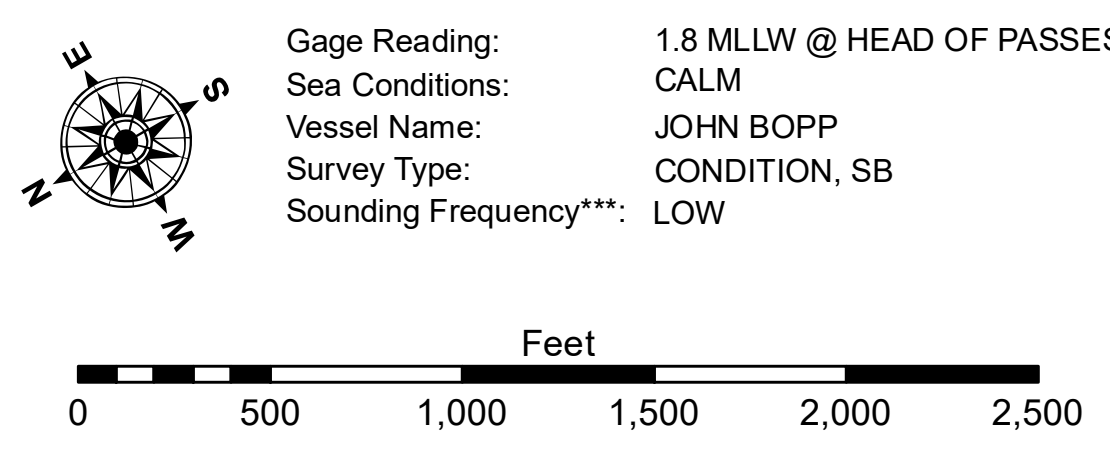 E
S
N
W
Gage Reading: 1.8 MLLW @ HEAD OF PASSES
Sea Conditions: CALM
Vessel Name: JOHN BOPP
Survey Type: CONDITION, SB
Sounding Frequency***: LOW
Feet
0 500 1,000 1,500 2,000 2,500